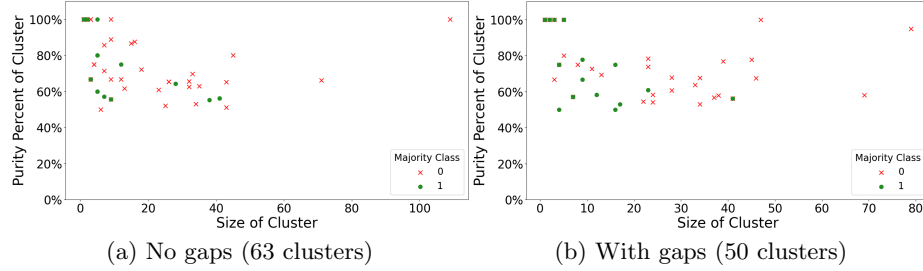 100%
80%
60%
40%
20%
0%
Purity Percent of Cluster
Majority Class
0
1
0 20 40 60 80 100
Size of Cluster
(a) No gaps (63 clusters)
100%
80%
60%
40%
20%
0%
Purity Percent of Cluster
Majority Class
0
1
0 10 20 30 40 50 60 70 80
Size of Cluster
(b) With gaps (50 clusters)